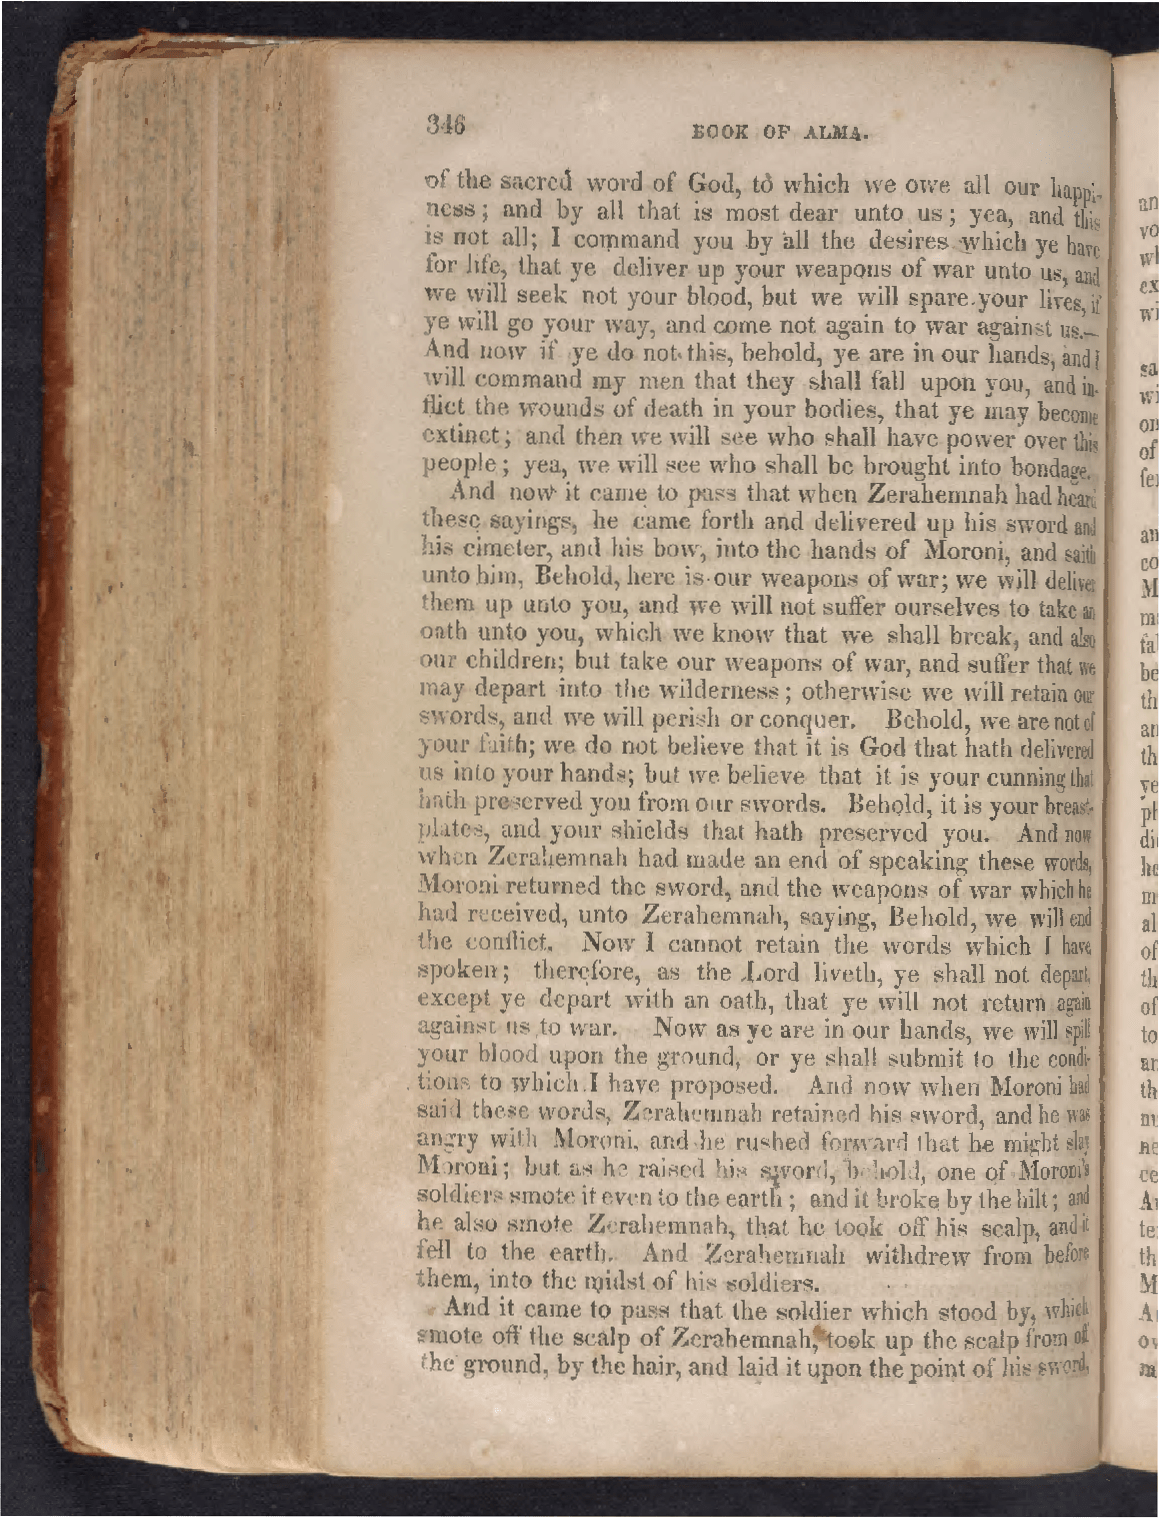 346
BOOK OF ALMA.
of the sacred word of God, to which we owe all our happi-
ness; and by all that is most dear unto us; yea, and this
is not all; I command you by all the desires which ye have
for life, that ye deliver up your weapons of war unto us, and
we will seek not your blood, but we will spare your lives, if
ye will go your way, and come not again to war against us.—
And now if ye do not this, behold, ye are in our hands, and I
will command my men that they shall fall upon you, and in-
flict the wounds of death in your bodies, that ye may become
extinct; and then we will see who shall have power over this
people; yea, we will see who shall be brought into bondage.
And now it came to pass that when Zerahemnah had heard
these sayings, he came forth and delivered up his sword and
his cimeter, and his bow, into the hands of Moroni, and saith
unto him, Behold, here is our weapons of war; we will deliver
them up unto you, and we will not suffer ourselves to take an
oath unto you, which we know that we shall break, and also
our children; but take our weapons of war, and suffer that we
may depart into the wilderness; otherwise we will retain our
swords, and we will perish or conquer. Behold, we are not of
your faith; we do not believe that it is God that hath delivered
us into your hands; but we believe that it is your cunning that
hath preserved you from our swords. Behold, it is your breast-
plates, and your shields that hath preserved you. And now
when Zerahemnah had made an end of speaking these words,
Moroni returned the sword, and the weapons of war which he
had received, unto Zerahemnah, saying, Behold, we will end
the conflict. Now I cannot retain the words which I have
spoken; therefore, as the Lord liveth, ye shall not depart,
except ye depart with an oath, that ye will not return again
against us to war. Now as ye are in our hands, we will spill
your blood upon the ground, or ye shall submit to the condi-
tions to which I have proposed. And now when Moroni had
said these words, Zerahemnah retained his sword, and he was
angry with Moroni, and he rushed forward that he might slay
Moroni; but as he raised his sword, behold, one of Moroni's
soldiers smote it even to the earth; and it broke by the hilt; and
he also smote Zerahemnah, that he took off his scalp, and it
fell to the earth. And Zerahemnah withdrew from before
them, into the midst of his soldiers.
And it came to pass that the soldier which stood by, which
smote off the scalp of Zerahemnah, took up the scalp from off
the ground, by the hair, and laid it upon the point of his sword,